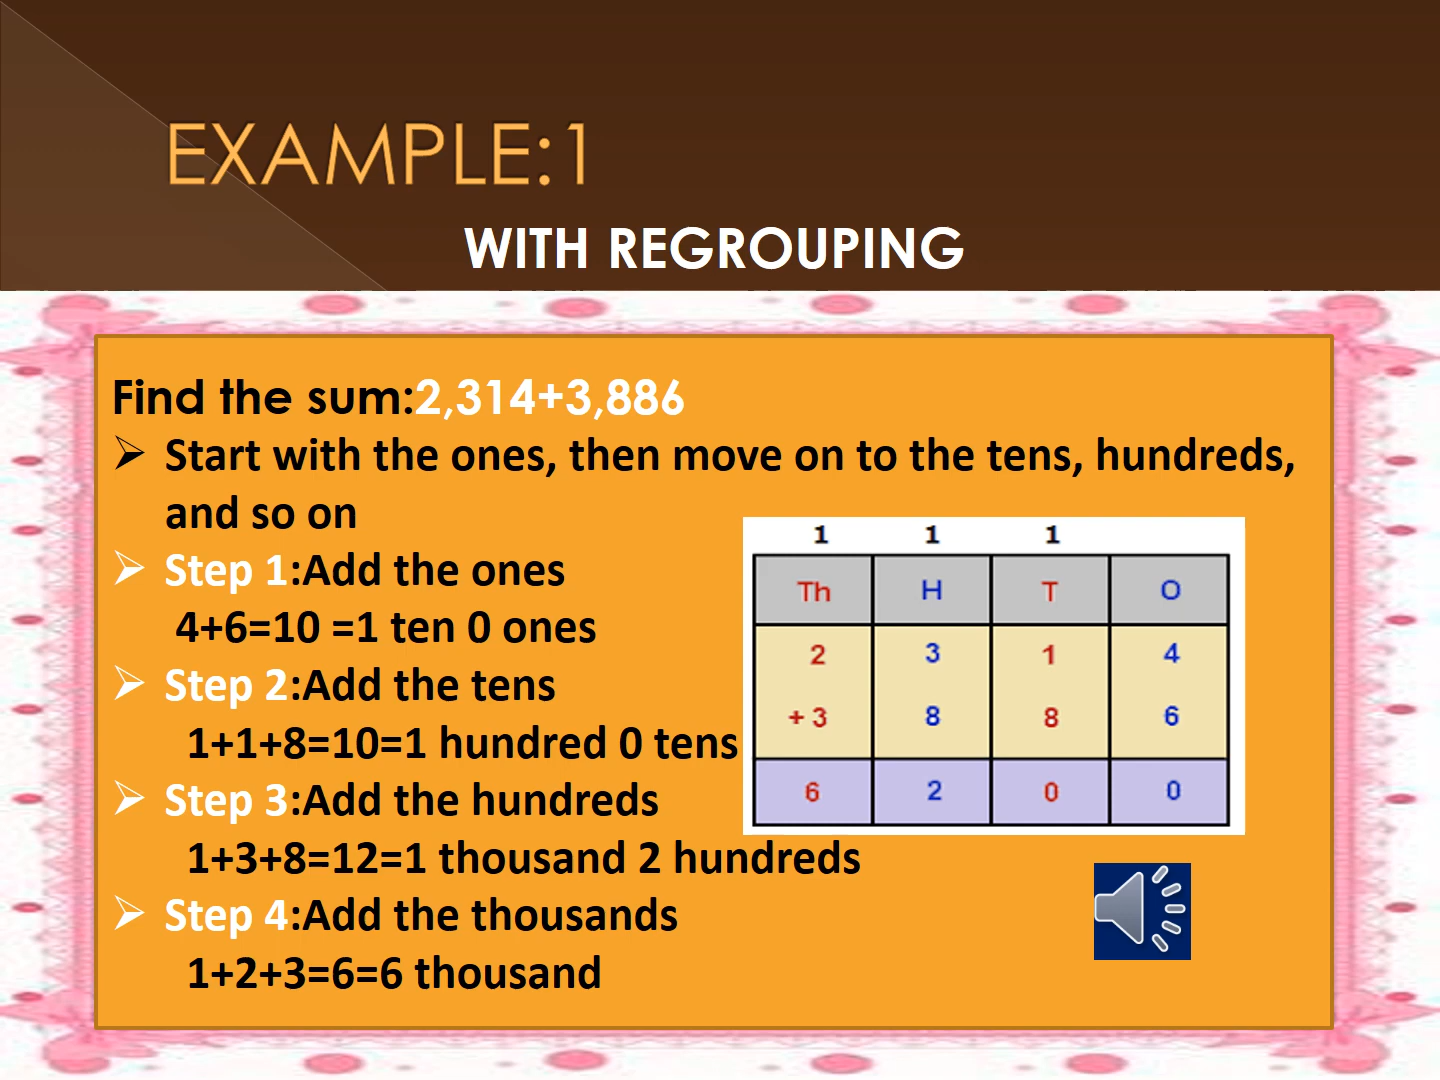 EXAMPLE:1
WITH REGROUPING
Find the sum:2,314+3,886
Start with the ones, then move on to the tens, hundreds,
and so on
Step 1:Add the ones
4+6=10 =1 ten 0 ones
Step 2:Add the tens
1+1+8=10=1 hundred 0 tens
Step 3:Add the hundreds
1+3+8=12=1 thousand 2 hundreds
Step 4:Add the thousands
1+2+3=6=6 thousand
1 1 1
Th H T O
2 3 1 4
+ 3 8 8 6
6 2 0 0